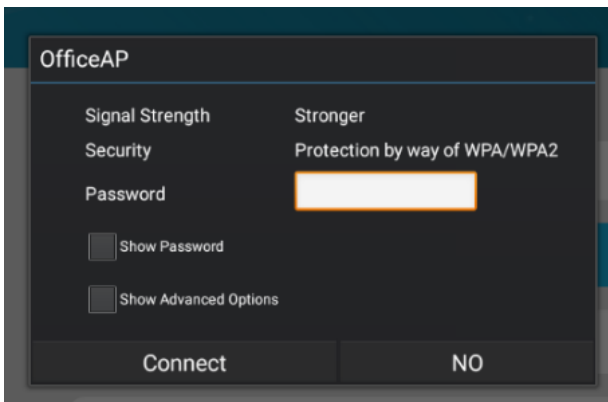 OfficeAP
Signal Strength Stronger
Security Protection by way of WPA/WPA2
Password
Show Password
Show Advanced Options
Connect NO